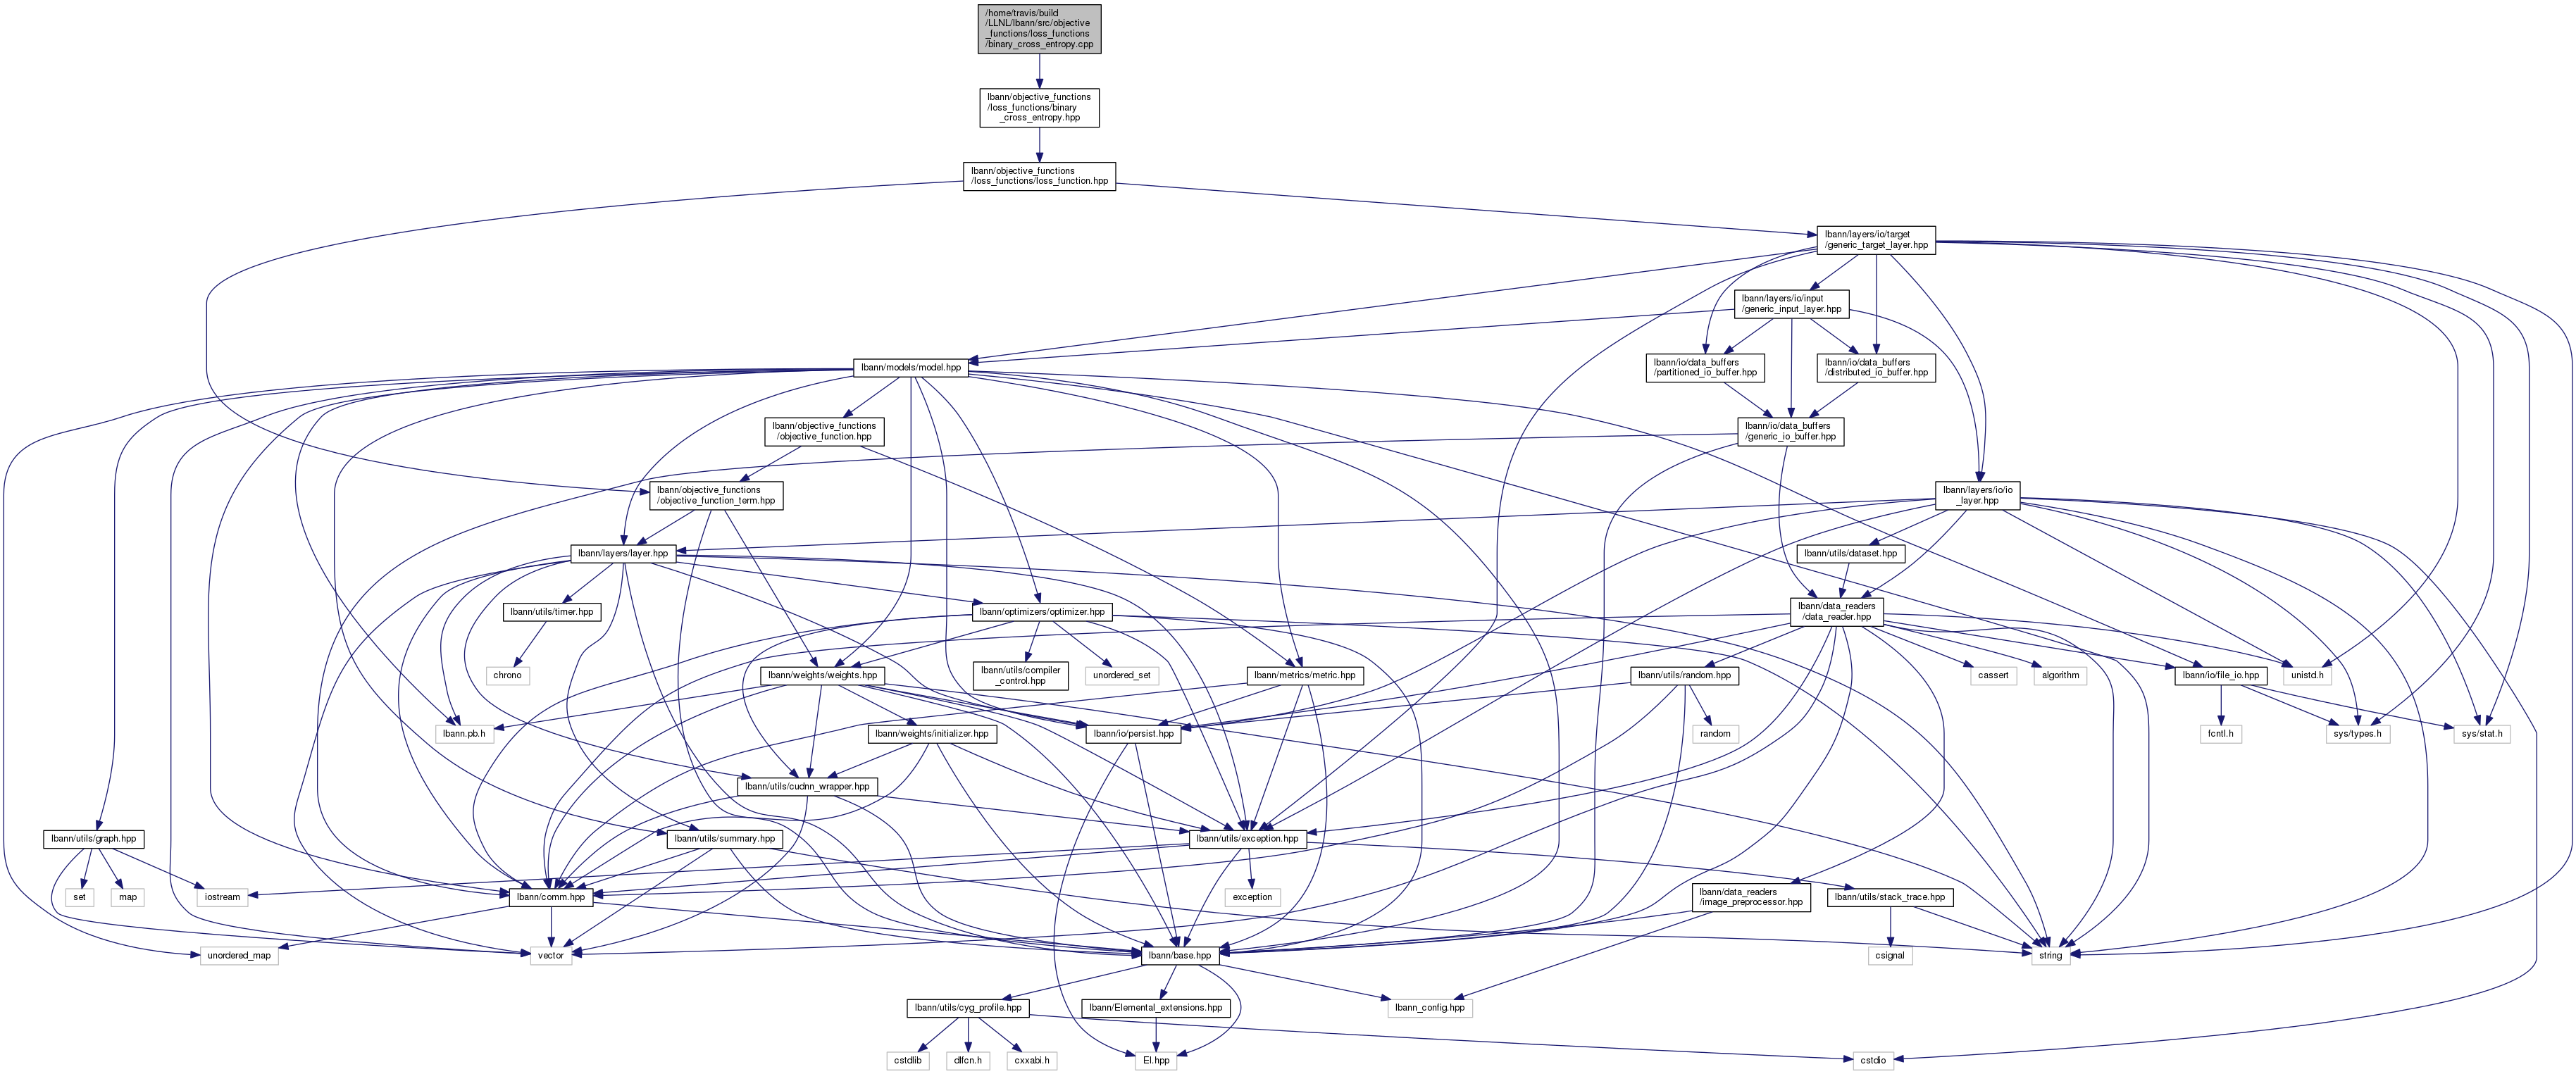 /home/travis/build
/LLNL/lbann/src/objective
_functions/loss_functions
/binary_cross_entropy.cpp
lbann/objective_functions
/loss_functions/binary
_cross_entropy.hpp
lbann/objective_functions
/loss_functions/loss_function.hpp
lbann/layers/io/target
/generic_target_layer.hpp
lbann/layers/io/input
/generic_input_layer.hpp
lbann/models/model.hpp
lbann/io/data_buffers
/partitioned_io_buffer.hpp
lbann/io/data_buffers
/distributed_io_buffer.hpp
lbann/objective_functions
/objective_function.hpp
lbann/io/data_buffers
/generic_io_buffer.hpp
lbann/objective_functions
/objective_function_term.hpp
lbann/layers/io/io
_layer.hpp
lbann/layers/layer.hpp
lbann/utils/dataset.hpp
lbann/utils/timer.hpp
lbann/optimizers/optimizer.hpp
lbann/data_readers
/data_reader.hpp
chrono
lbann/weights/weights.hpp
lbann/utils/compiler
_control.hpp
unordered_set
lbann/metrics/metric.hpp
lbann/utils/random.hpp
cassert
algorithm
lbann/io/file_io.hpp
unistd.h
lbann.pb.h
lbann/weights/initializer.hpp
lbann/io/persist.hpp
random
fcntl.h
sys/types.h
sys/stat.h
lbann/utils/cudnn_wrapper.hpp
lbann/utils/graph.hpp
lbann/utils/summary.hpp
lbann/utils/exception.hpp
set
map
iostream
lbann/comm.hpp
exception
lbann/data_readers
/image_preprocessor.hpp
lbann/utils/stack_trace.hpp
unordered_map
vector
lbann/base.hpp
csignal
string
lbann/utils/cyg_profile.hpp
lbann/Elemental_extensions.hpp
lbann_config.hpp
cstdlib
dlfcn.h
cxxabi.h
El.hpp
cstdio